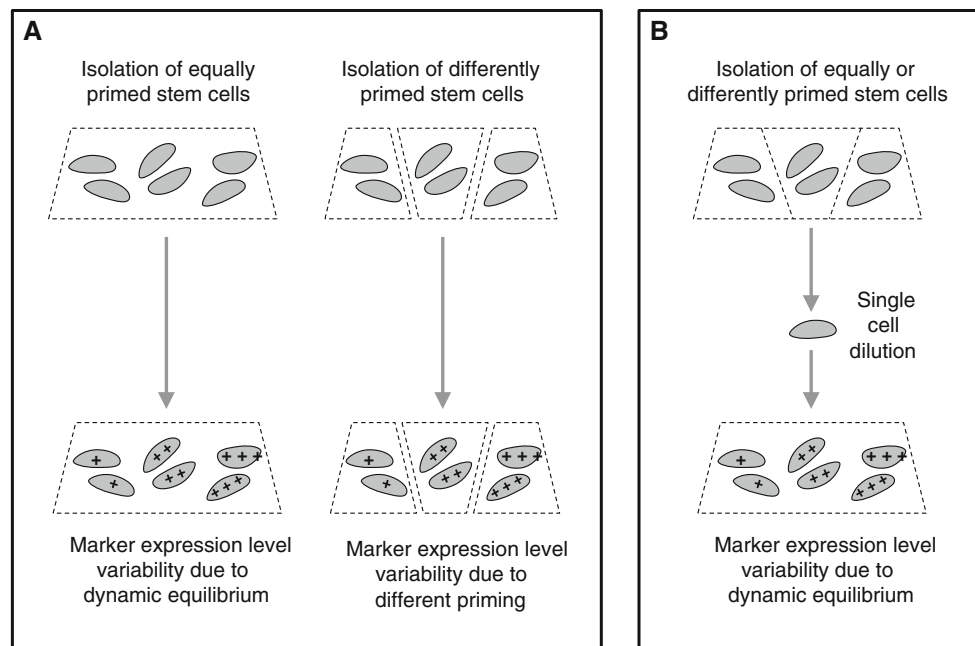 A
Isolation of equally
primed stem cells
Isolation of differently
primed stem cells
+
+
+ +
+ +
+ + +
+ + +
+
+
+ +
+ +
+ + +
+ + +
Marker expression level
variability due to
dynamic equilibrium
Marker expression level
variability due to
different priming
B
Isolation of equally or
differently primed stem cells
Single
cell
dilution
+
+
+ +
+ +
+ + +
+ + +
Marker expression level
variability due to
dynamic equilibrium